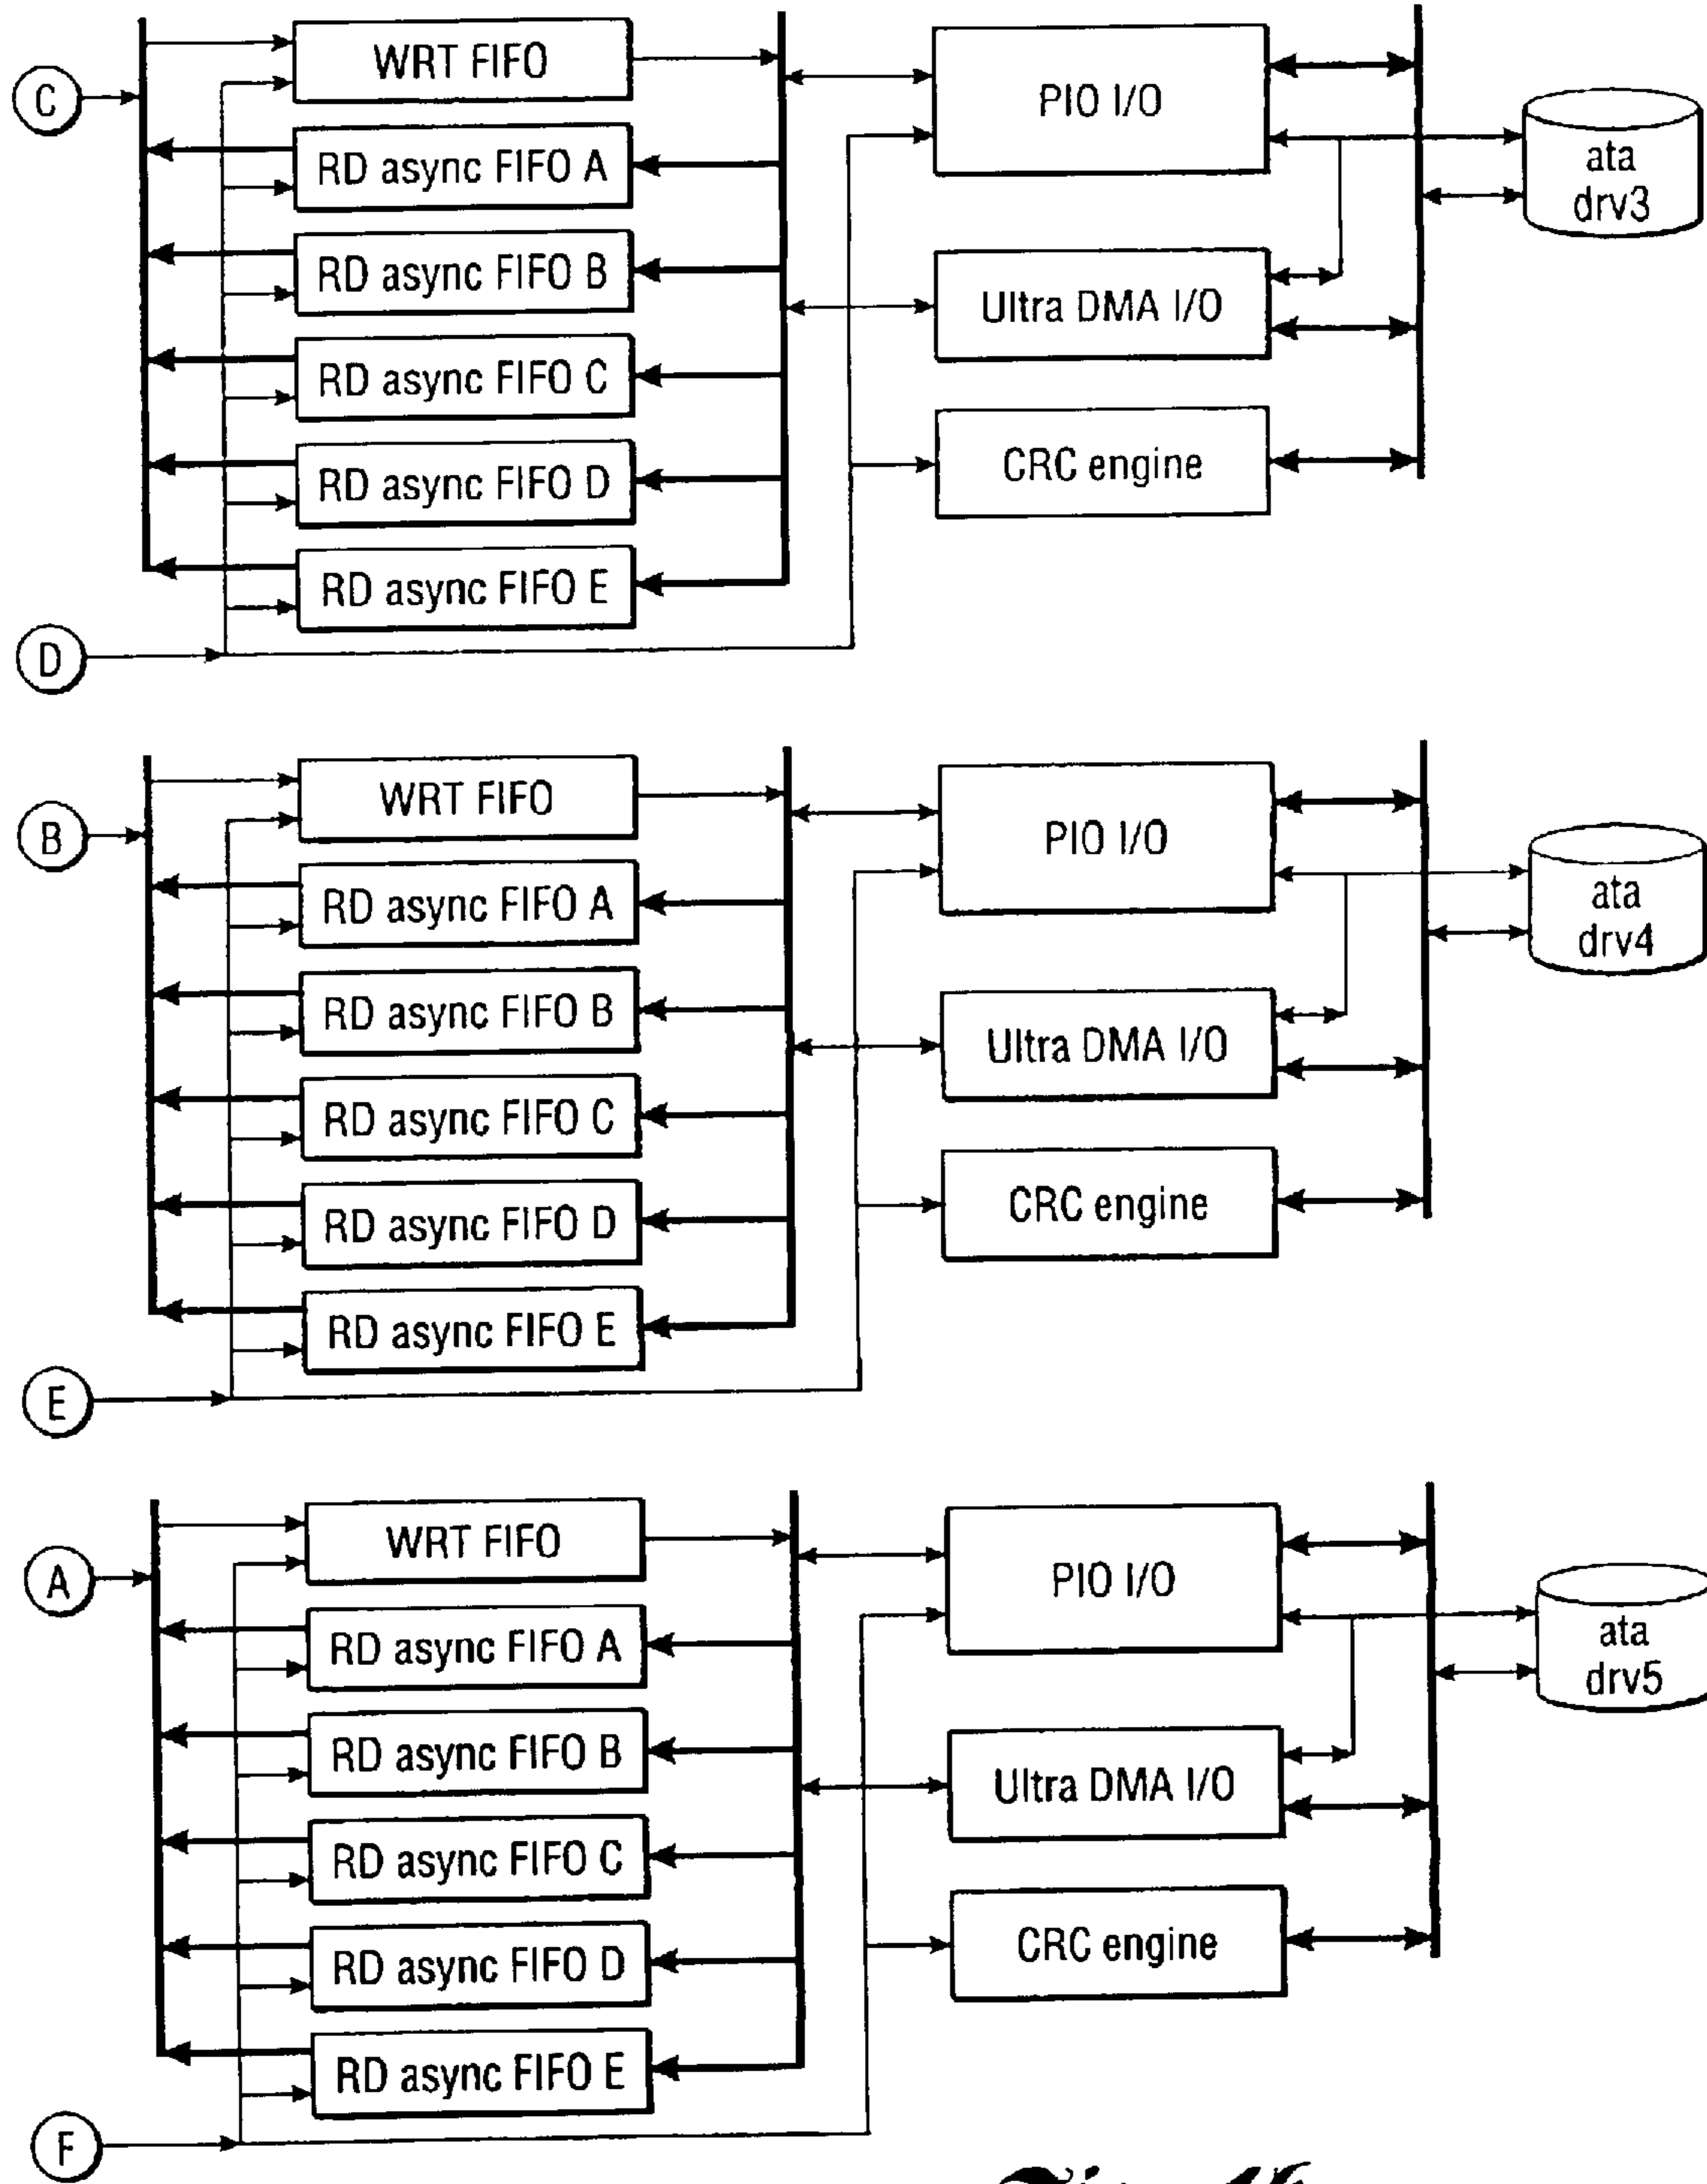 C
WRT FIFO
RD async FIFO A
RD async FIFO B
RD async FIFO C
RD async FIFO D
RD async FIFO E
D
PIO I/O
Ultra DMA I/O
CRC engine
ata
drv3
B
WRT FIFO
RD async FIFO A
RD async FIFO B
RD async FIFO C
RD async FIFO D
RD async FIFO E
E
PIO I/O
Ultra DMA I/O
CRC engine
ata
drv4
A
WRT FIFO
RD async FIFO A
RD async FIFO B
RD async FIFO C
RD async FIFO D
RD async FIFO E
F
PIO I/O
Ultra DMA I/O
CRC engine
ata
drv5